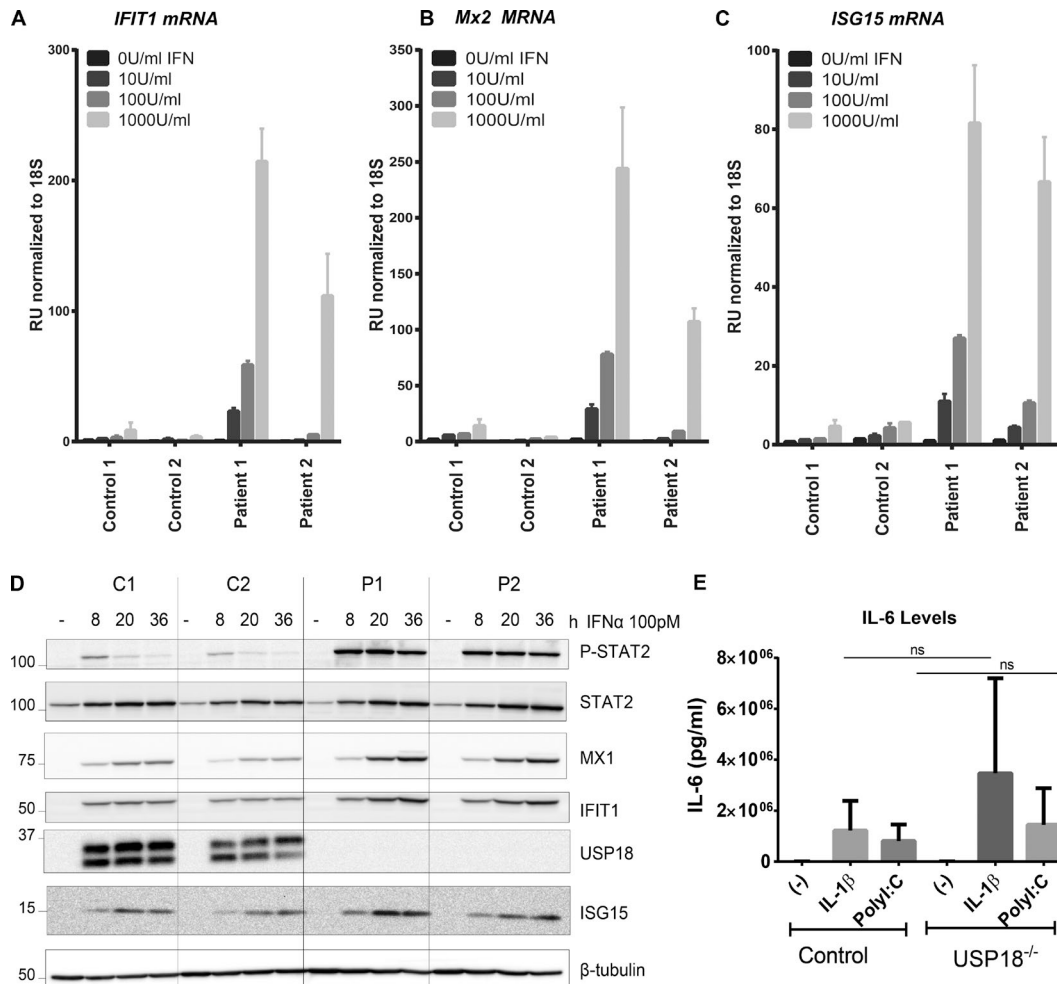 A IFIT1 mRNA
RU normalized to 18S
300
200
100
0
0U/ml IFN
10U/ml
100U/ml
1000U/ml
Control 1
Control 2
Patient 1
Patient 2
B Mx2 MRNA
RU normalized to 18S
350
300
250
200
150
100
50
0
0U/ml IFN
10U/ml
100U/ml
1000U/ml
Control 1
Control 2
Patient 1
Patient 2
C ISG15 mRNA
RU normalized to 18S
100
80
60
40
20
0
0U/ml IFN
10U/ml
100U/ml
1000U/ml
Control 1
Control 2
Patient 1
Patient 2
D C1 C2 P1 P2
- 8 20 36 - 8 20 36 - 8 20 36 - 8 20 36 h IFNα 100pM
100 P-STAT2
100 STAT2
75 MX1
50 IFIT1
37 USP18
15 ISG15
50 β-tubulin
E
IL-6 Levels
IL-6 (pg/ml)
ns
ns
8×10⁰⁶
6×10⁰⁶
4×10⁰⁶
2×10⁰⁶
0
(-)
IL-1β
PolyI:C
(-)
IL-1β
PolyI:C
Control USP18⁻/⁻